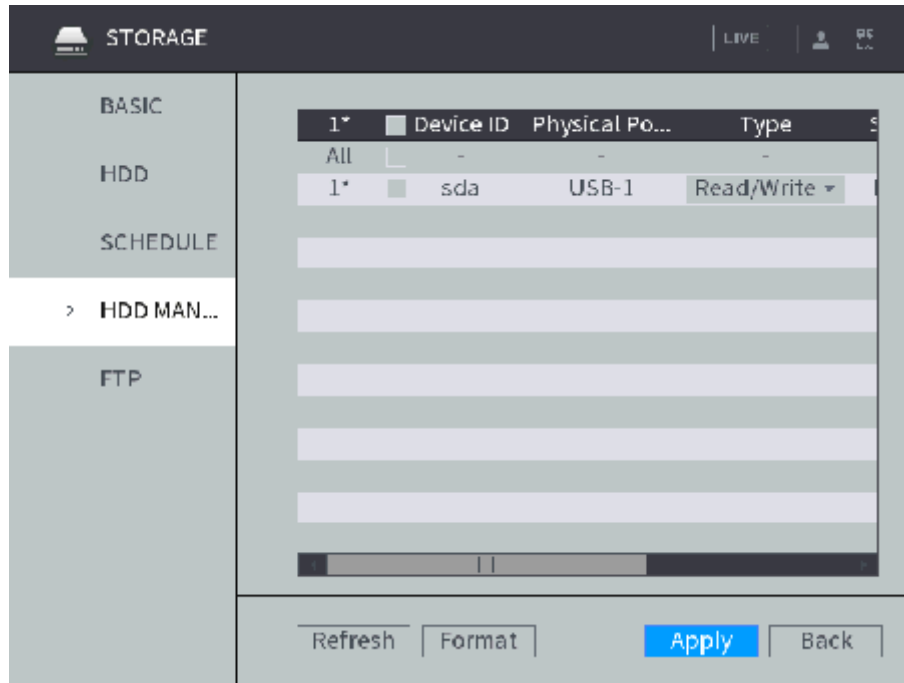 STORAGE LIVE
BASIC
HDD
SCHEDULE
HDD MAN...
FTP
1* Device ID Physical Po... Type S
All - - -
1* sda USB-1 Read/Write
Refresh Format Apply Back